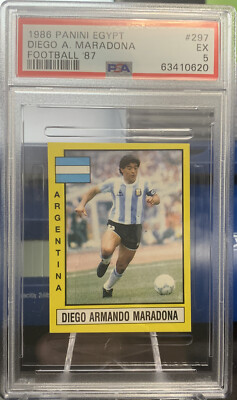 1986 PANINI EGYPT #297
DIEGO A. MARADONA EX
FOOTBALL '87 PSA 5
63410620
ARGENTINA
DIEGO ARMANDO MARADONA